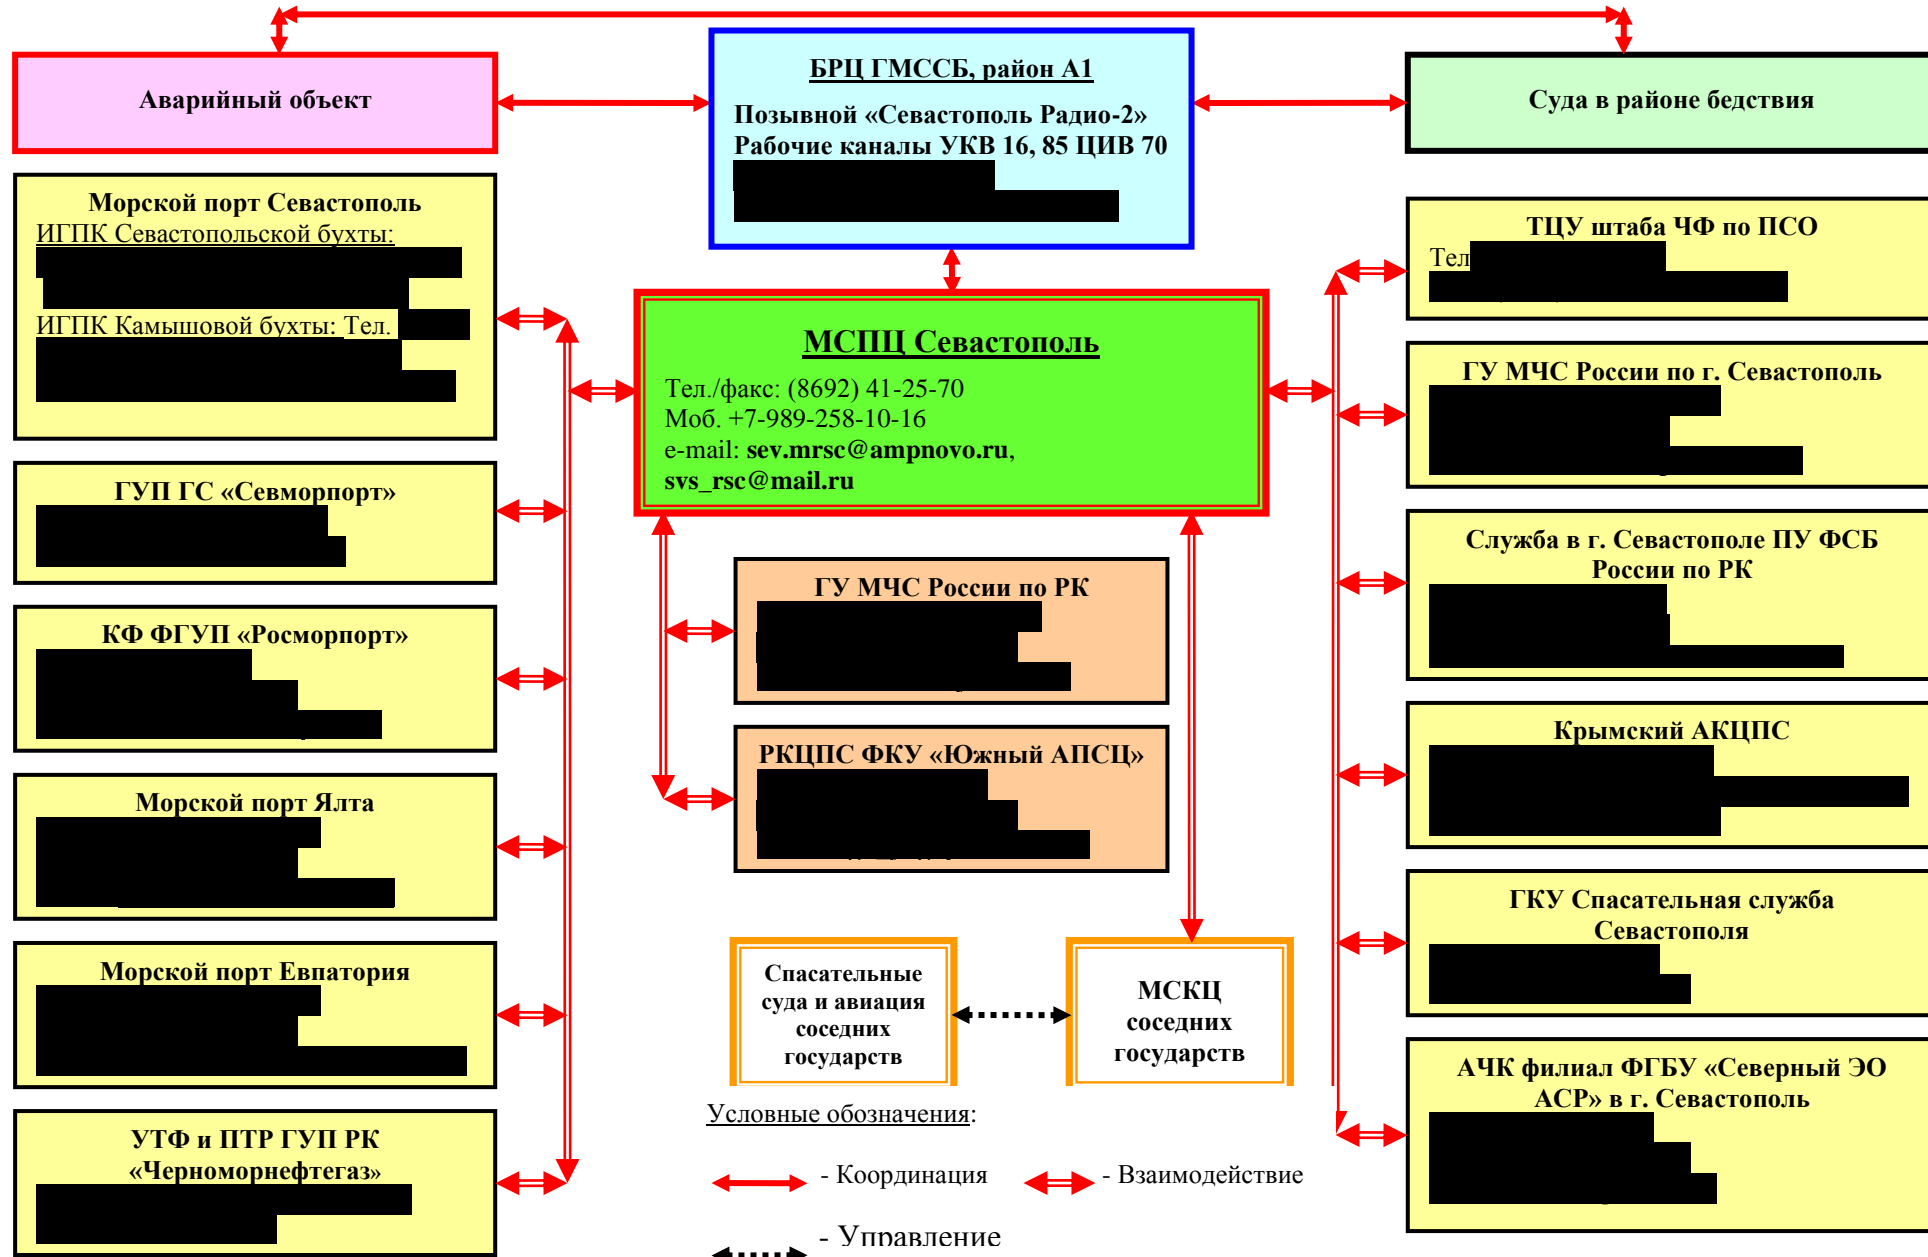 Аварийный объект
БРЦ ГМССБ, район А1
Позывной «Севастополь Радио-2»
Рабочие каналы УКВ 16, 85 ЦИВ 70
Суда в районе бедствия
Морской порт Севастополь
ИГПК Севастопольской бухты:
ИГПК Камышовой бухты: Тел.
ГУП ГС «Севморпорт»
КФ ФГУП «Росморпорт»
Морской порт Ялта
Морской порт Евпатория
УТФ и ПТР ГУП РК
«Черноморнефтегаз»
МСПЦ Севастополь
Тел./факс: (8692) 41-25-70
Моб. +7-989-258-10-16
e-mail: sev.mrsc@ampnovo.ru,
svs_rsc@mail.ru
ГУ МЧС России по РК
РКЦПС ФКУ «Южный АПСЦ»
Спасательные
суда и авиация
соседних
государств
МСКЦ
соседних
государств
Условные обозначения:
- Координация
- Взаимодействие
- Управление
ТЦУ штаба ЧФ по ПСО
Тел
ГУ МЧС России по г. Севастополь
Служба в г. Севастополе ПУ ФСБ
России по РК
Крымский АКЦПС
ГКУ Спасательная служба
Севастополя
АЧК филиал ФГБУ «Северный ЭО
АСР» в г. Севастополь